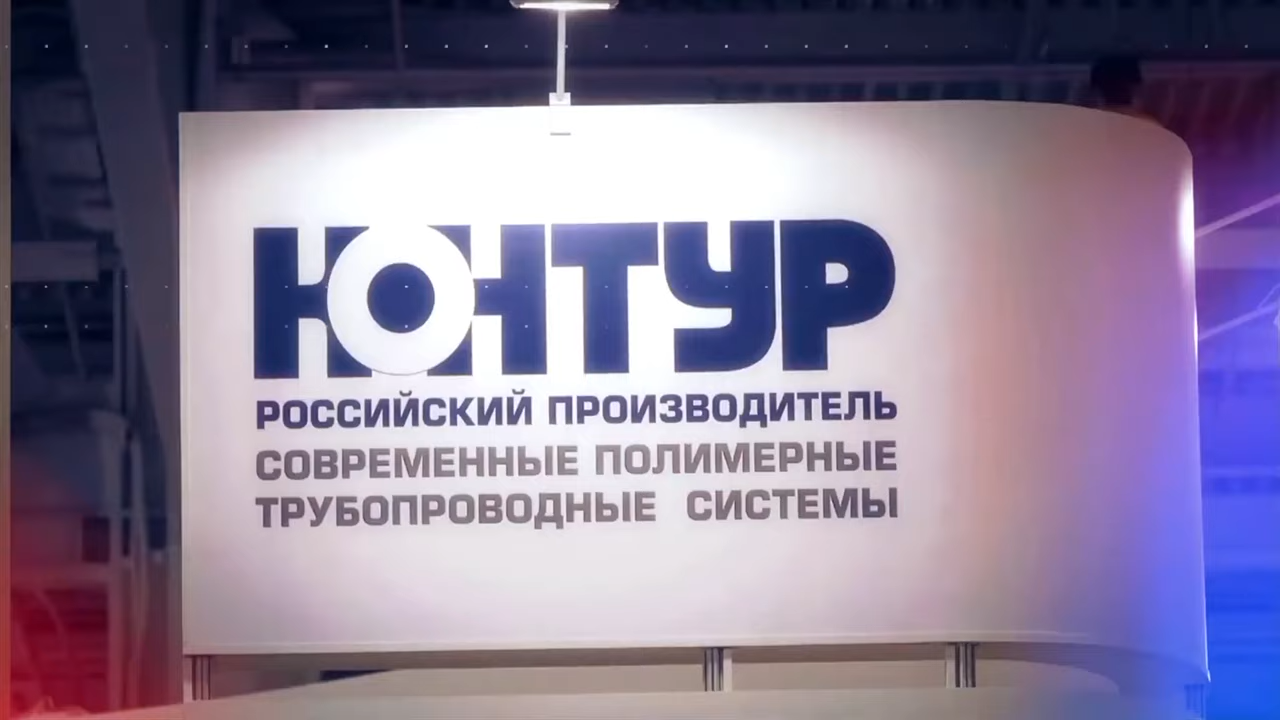 КОНТУР
РОССИЙСКИЙ ПРОИЗВОДИТЕЛЬ
СОВРЕМЕННЫЕ ПОЛИМЕРНЫЕ
ТРУБОПРОВОДНЫЕ СИСТЕМЫ